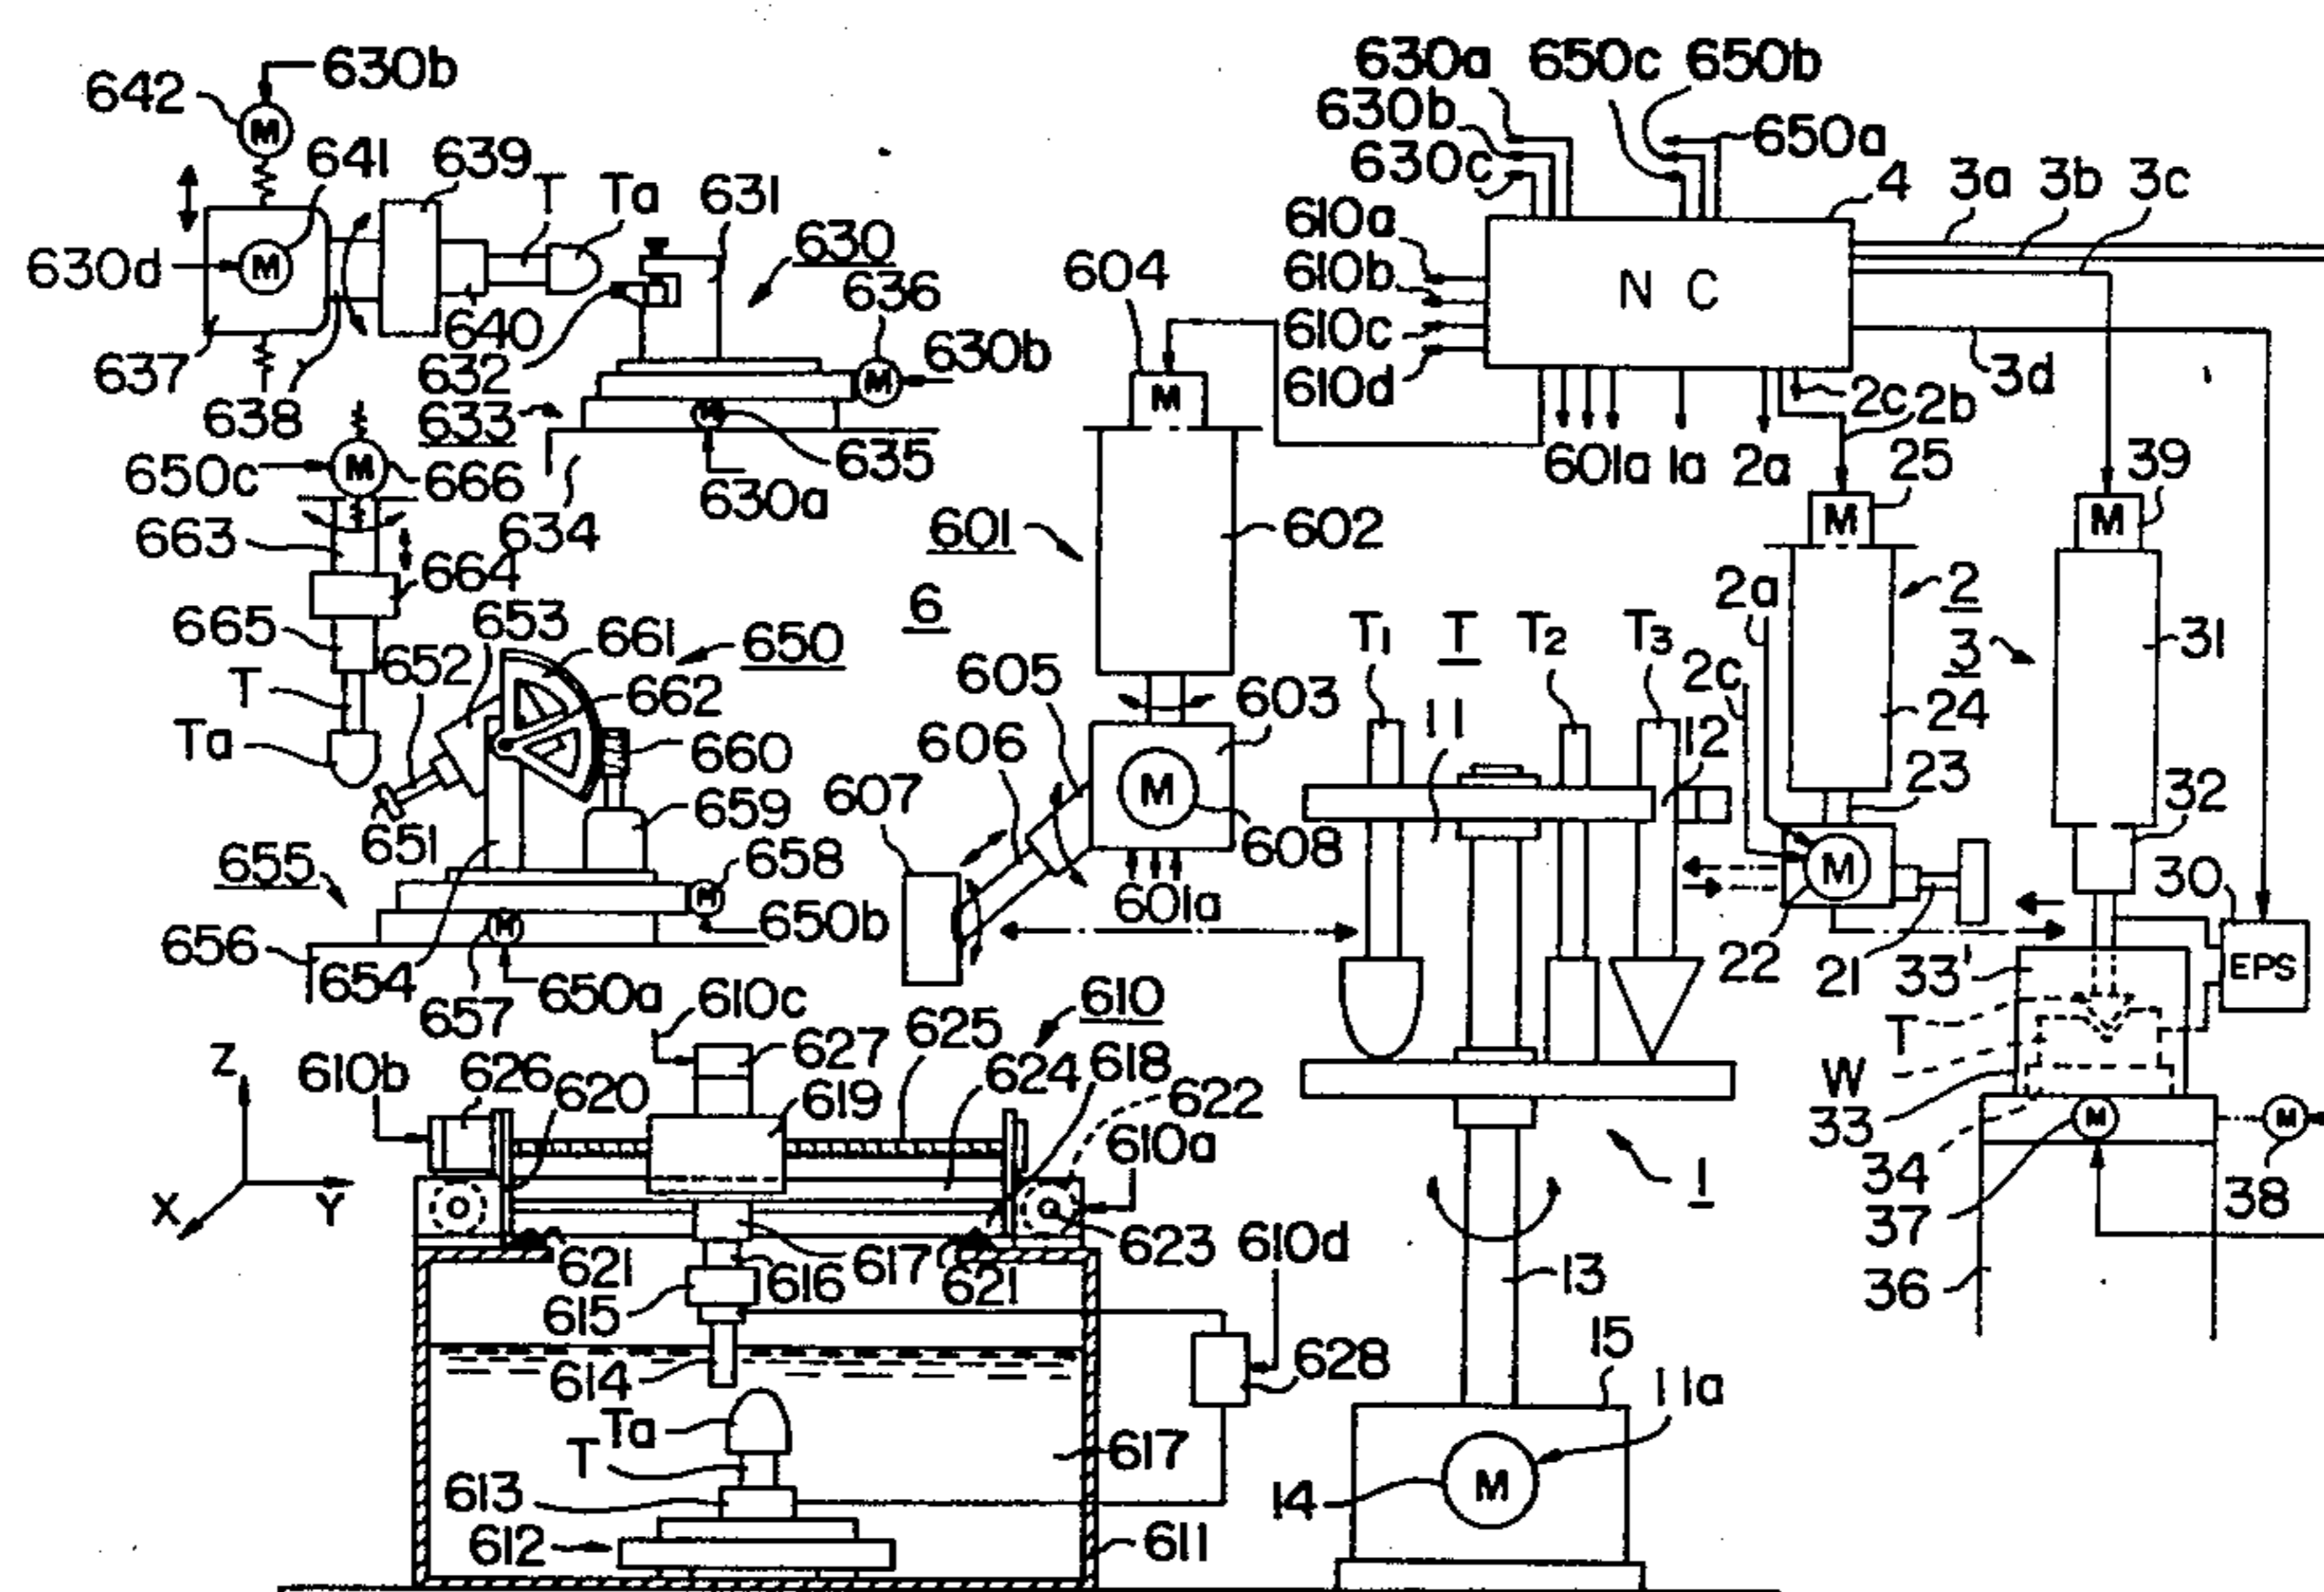 630b
642
M
641
639
T
Ta
631
630
630d
M
636
M
630b
637
638
640
632
633
635
M
630a
634
650c
M
666
663
664
665
T
Ta
652
653
661
650
662
660
651
659
655
658
M
650b
656
654
657
M
650a
630a
650c
650b
630b
630c
650a
4
3a
3b
3c
610a
610b
610c
610d
NC
3d
604
M
601a
1a
2a
2c
2b
25
39
601
602
6
M
M
2a
2
3
31
605
606
603
607
M
608
601a
T1
T
T2
T3
11
12
2c
24
23
32
M
22
21
33'
30
EPS
T
W
33
34
37
M
38
M
36
610c
610
627
625
624
618
Z
610b
626
620
619
622
610a
X
Y
621
616
617
621
623
610d
615
614
628
Ta
T
613
617
612
611
1
13
15
11a
14
M